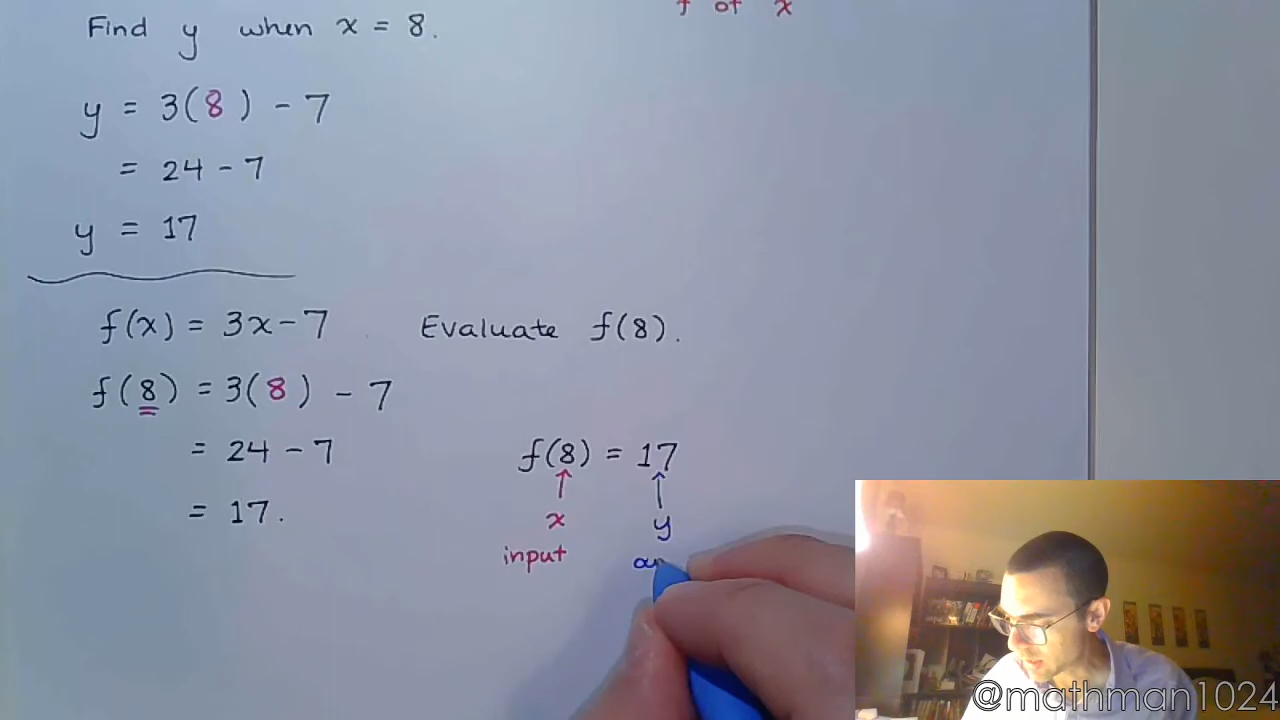 f of x
Find y when x = 8.
y = 3(8) - 7
= 24 - 7
y = 17
f(x) = 3x - 7 Evaluate f(8).
f(8) = 3(8) - 7
= 24 - 7
= 17.
f(8) = 17
↑ ↑
x y
input ou
@mathman1024